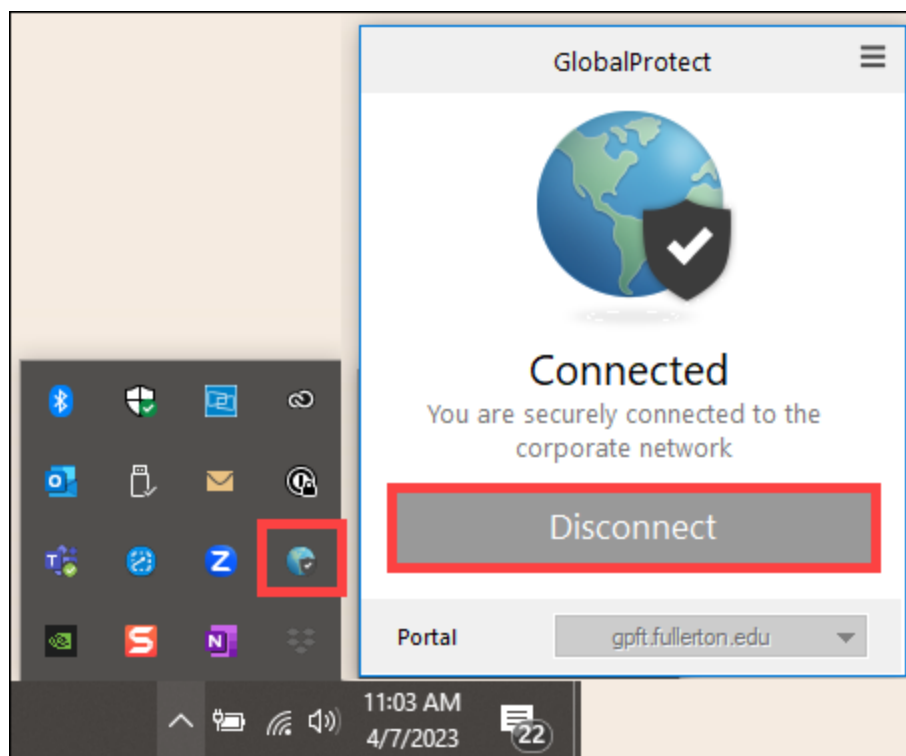 GlobalProtect
Connected
You are securely connected to the
corporate network
Disconnect
Portal
gpft.fullerton.edu
11:03 AM
4/7/2023
22